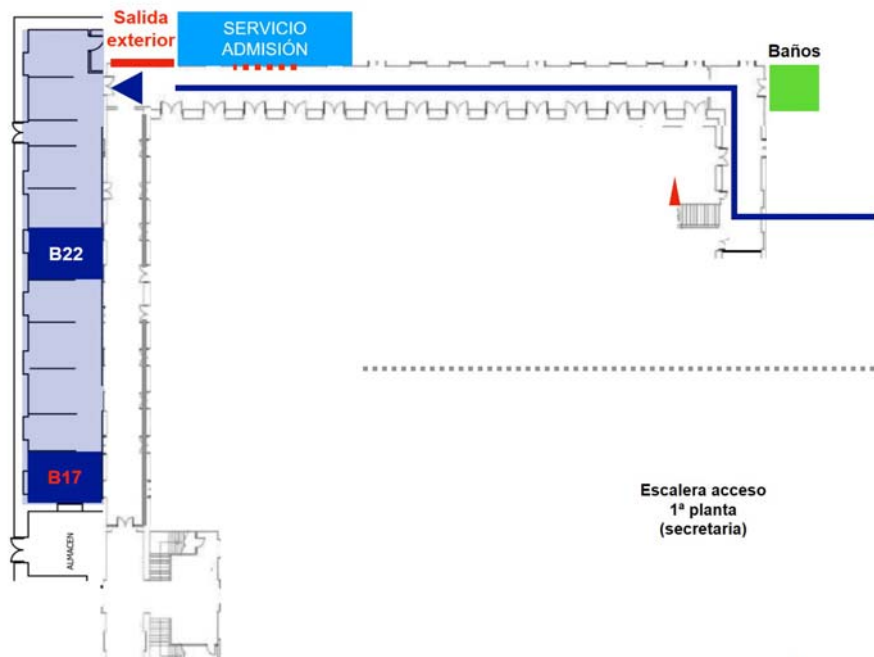 Salida
exterior
SERVICIO
ADMISIÓN
Baños
B22
B17
ALMACEN
Escalera acceso
1ª planta
(secretaria)